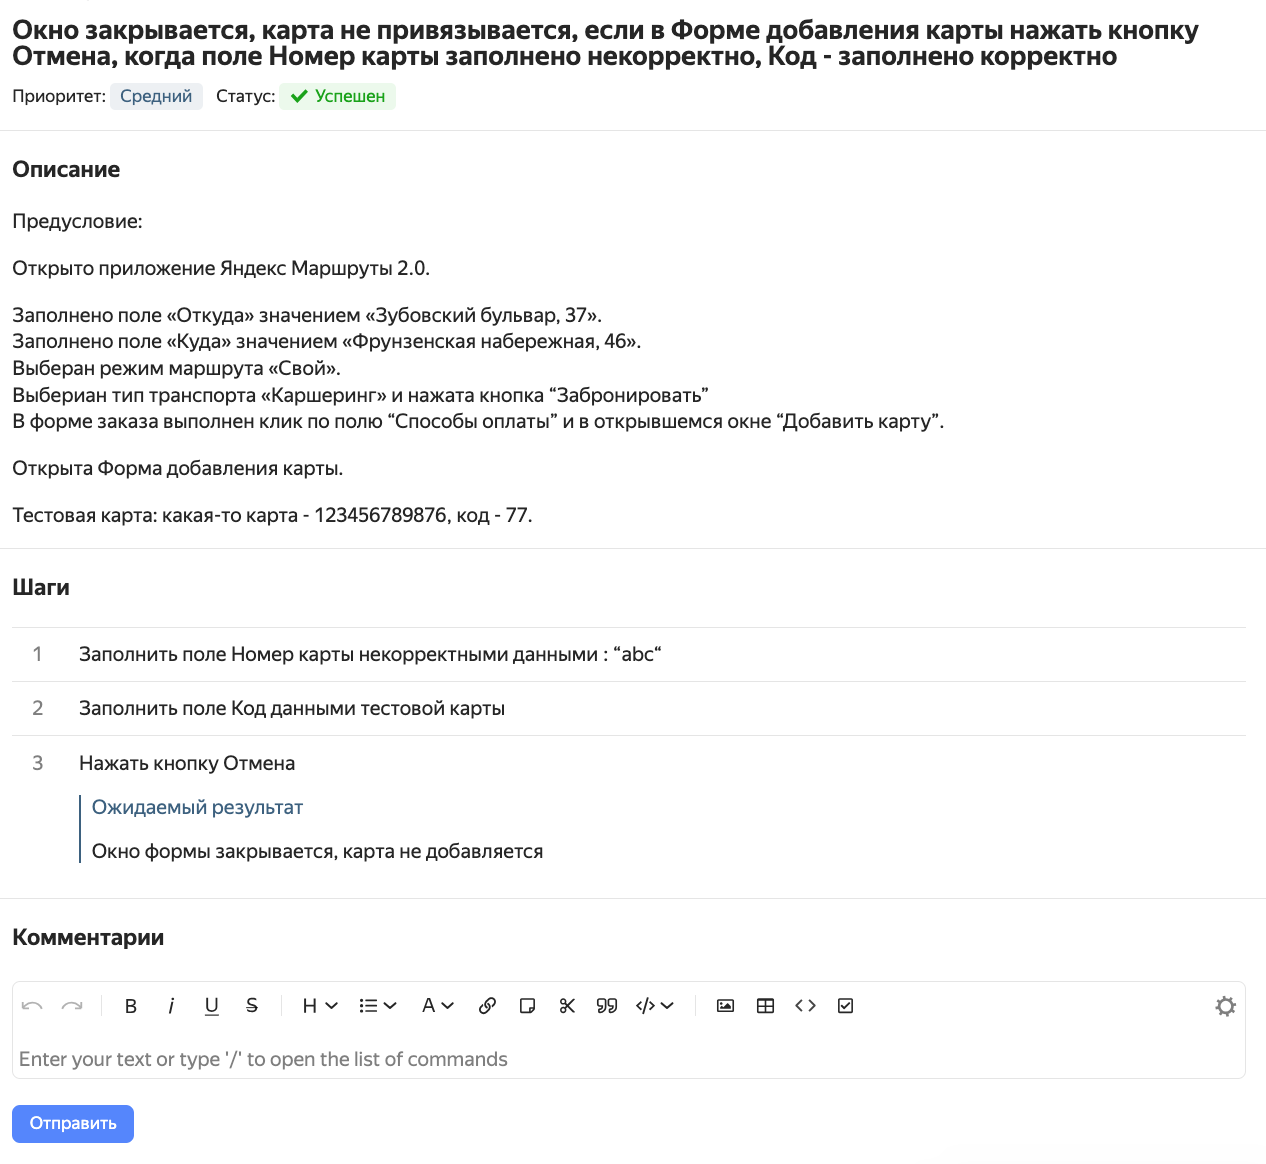 Окно закрывается, карта не привязывается, если в Форме добавления карты нажать кнопку
Отмена, когда поле Номер карты заполнено некорректно, Код - заполнено корректно
Приоритет: Средний Статус: Успешен
Описание
Предусловие:
Открыто приложение Яндекс Маршруты 2.0.
Заполнено поле «Откуда» значением «Зубовский бульвар, 37».
Заполнено поле «Куда» значением «Фрунзенская набережная, 46».
Выберан режим маршрута «Свой».
Выбериан тип транспорта «Каршеринг» и нажата кнопка “Забронировать”
В форме заказа выполнен клик по полю “Способы оплаты” и в открывшемся окне “Добавить карту”.
Открыта Форма добавления карты.
Тестовая карта: какая-то карта - 123456789876, код - 77.
Шаги
1 Заполнить поле Номер карты некорректными данными : “abc“
2 Заполнить поле Код данными тестовой карты
3 Нажать кнопку Отмена
Ожидаемый результат
Окно формы закрывается, карта не добавляется
Комментарии
B i U S H A
Enter your text or type '/' to open the list of commands
Отправить